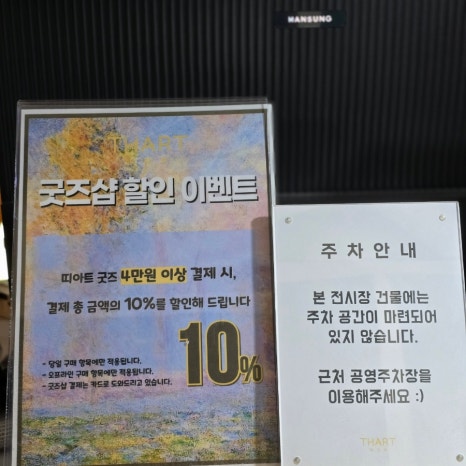 HANSUNG
THART
굿즈샵 할인 이벤트
띠아트 굿즈 4만원 이상 결제 시,
결제 총 금액의 10%를 할인해 드립니다
10%
- 당일 구매 항목에만 적용됩니다.
- 오프라인 구매 항목에만 적용됩니다.
- 굿즈샵 결제는 카드로 도와드리고 있습니다.
주차안내
본 전시장 건물에는
주차 공간이 마련되어
있지 않습니다.
근처 공영주차장을
이용해주세요 :)
THART